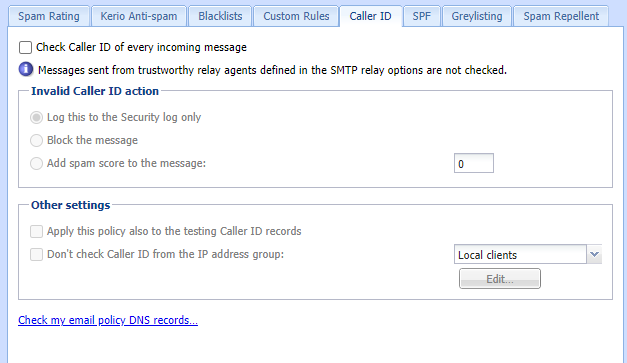 Spam Rating Kerio Anti-spam Blacklists Custom Rules Caller ID SPF Greylisting Spam Repellent
Check Caller ID of every incoming message
Messages sent from trustworthy relay agents defined in the SMTP relay options are not checked.
Invalid Caller ID action
Log this to the Security log only
Block the message
Add spam score to the message: 0
Other settings
Apply this policy also to the testing Caller ID records
Don't check Caller ID from the IP address group: Local clients
Edit...
Check my email policy DNS records...